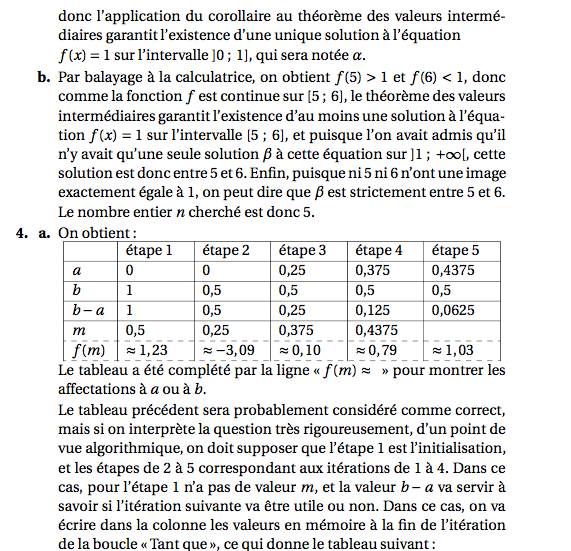 donc l'application du corollaire au théorème des valeurs intermé-
diaires garantit l'existence d'une unique solution à l'équation
f(x) = 1 sur l'intervalle ]0 ; 1], qui sera notée α.
b. Par balayage à la calculatrice, on obtient f(5) > 1 et f(6) < 1, donc
comme la fonction f est continue sur [5 ; 6], le théorème des valeurs
intermédiaires garantit l'existence d'au moins une solution à l'équa-
tion f(x) = 1 sur l'intervalle [5 ; 6], et puisque l'on avait admis qu'il
n'y avait qu'une seule solution β à cette équation sur ]1 ; +∞[, cette
solution est donc entre 5 et 6. Enfin, puisque ni 5 ni 6 n'ont une image
exactement égale à 1, on peut dire que β est strictement entre 5 et 6.
Le nombre entier n cherché est donc 5.
4. a. On obtient :
étape 1 étape 2 étape 3 étape 4 étape 5
a 0 0 0,25 0,375 0,4375
b 1 0,5 0,5 0,5 0,5
b − a 1 0,5 0,25 0,125 0,0625
m 0,5 0,25 0,375 0,4375
f(m) ≈ 1,23 ≈ −3,09 ≈ 0,10 ≈ 0,79 ≈ 1,03
Le tableau a été complété par la ligne « f(m) ≈ » pour montrer les
affectations à a ou à b.
Le tableau précédent sera probablement considéré comme correct,
mais si on interprète la question très rigoureusement, d'un point de
vue algorithmique, on doit supposer que l'étape 1 est l'initialisation,
et les étapes de 2 à 5 correspondant aux itérations de 1 à 4. Dans ce
cas, pour l'étape 1 n'a pas de valeur m, et la valeur b − a va servir à
savoir si l'itération suivante va être utile ou non. Dans ce cas, on va
écrire dans la colonne les valeurs en mémoire à la fin de l'itération
de la boucle « Tant que », ce qui donne le tableau suivant :